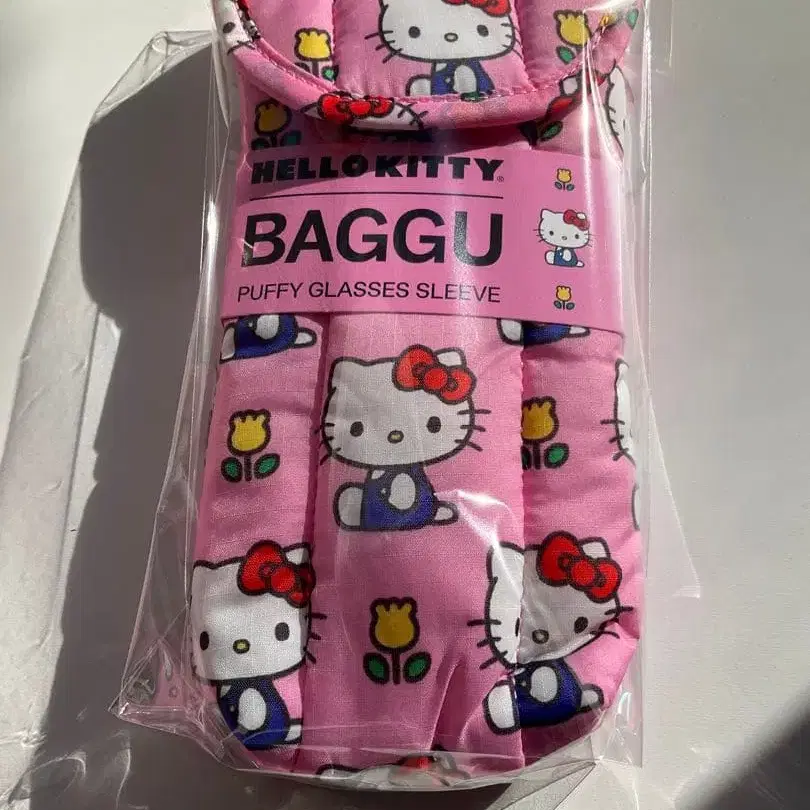 HELLO KITTY®
BAGGU
PUFFY GLASSES SLEEVE